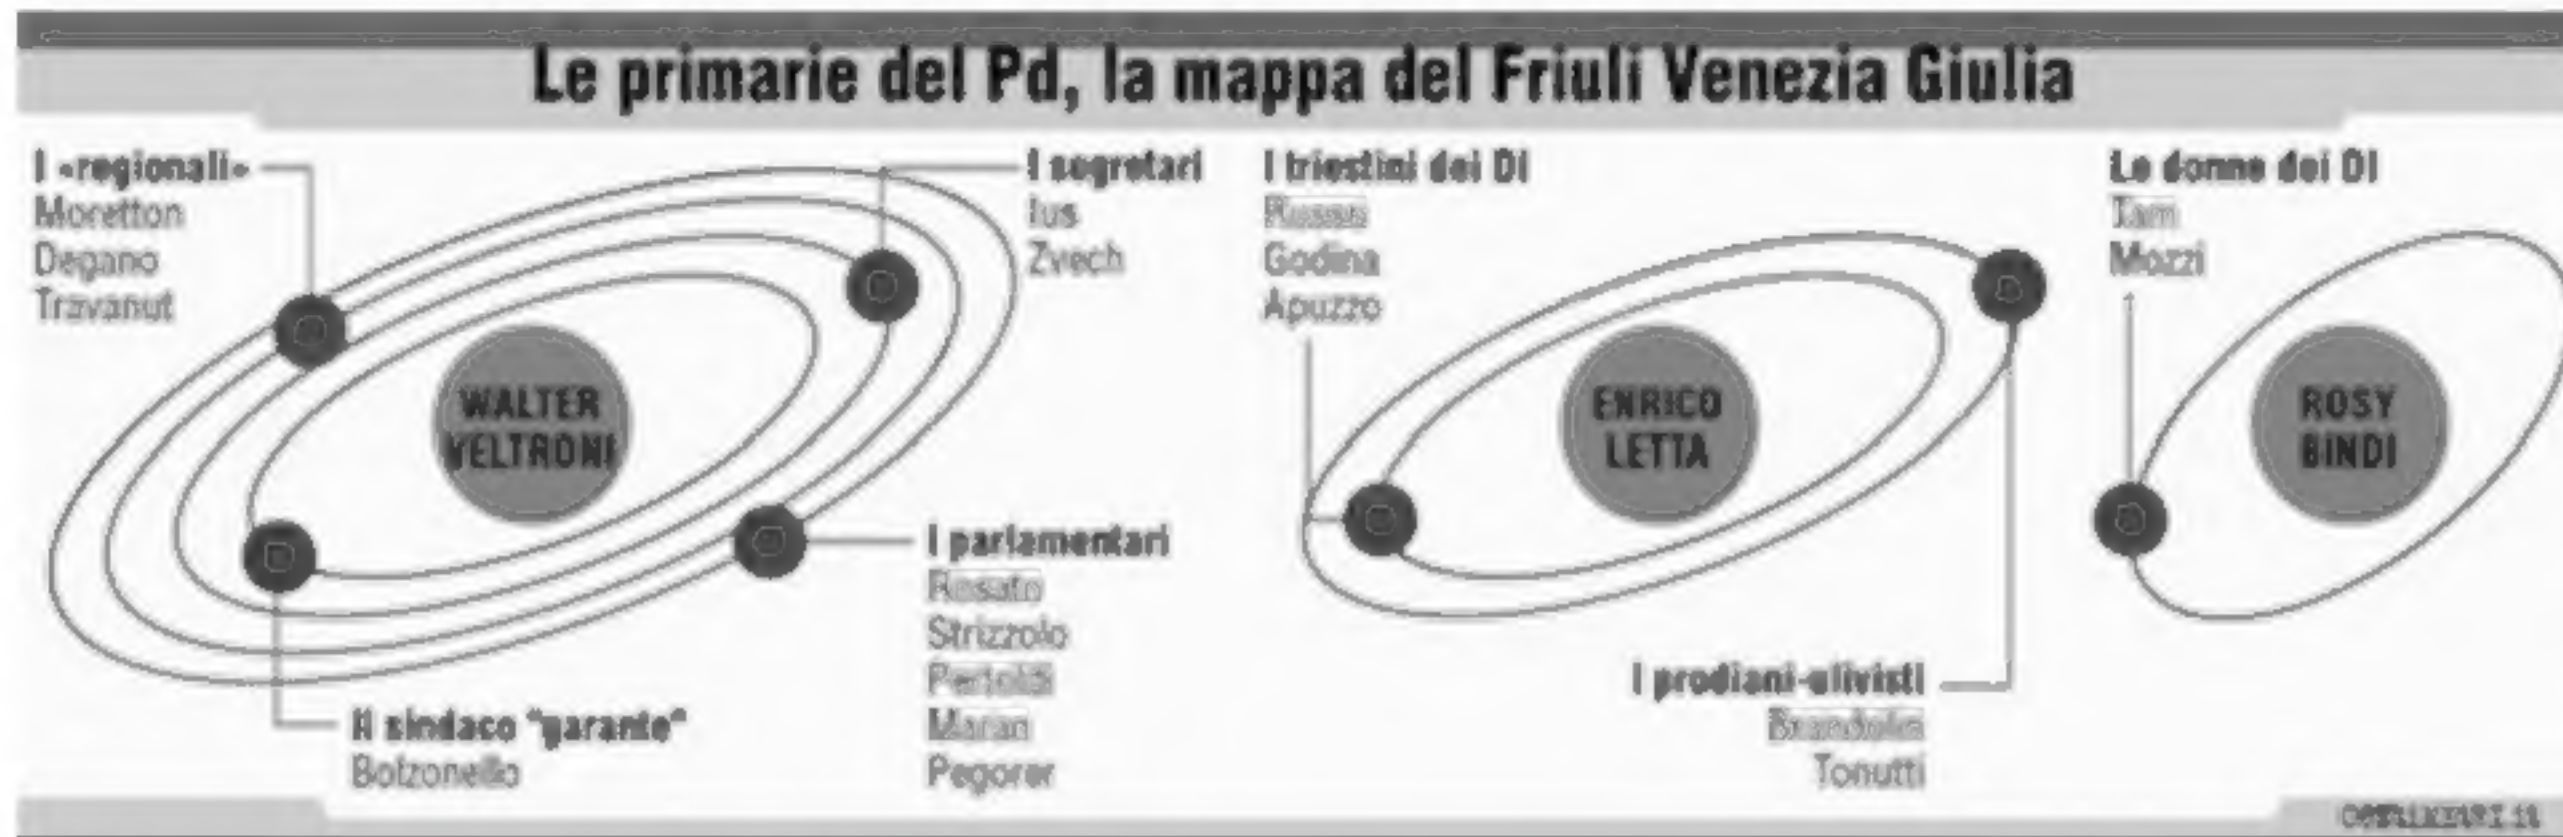 Le primarie del Pd, la mappa del Friuli Venezia Giulia
I «regionali»
Moretton
Degano
Travanut
I segretari
Ius
Zvech
WALTER
VELTRONI
Il sindaco "garante"
Bolzonello
I parlamentari
Rosato
Strizzolo
Pertoldi
Maran
Pegorer
I triestini dei Dl
Russo
Godina
Apuzzo
ENRICO
LETTA
I prodiani-ulivisti
Brandolin
Tonutti
Le donne dei Dl
Tam
Mozzi
ROSY
BINDI